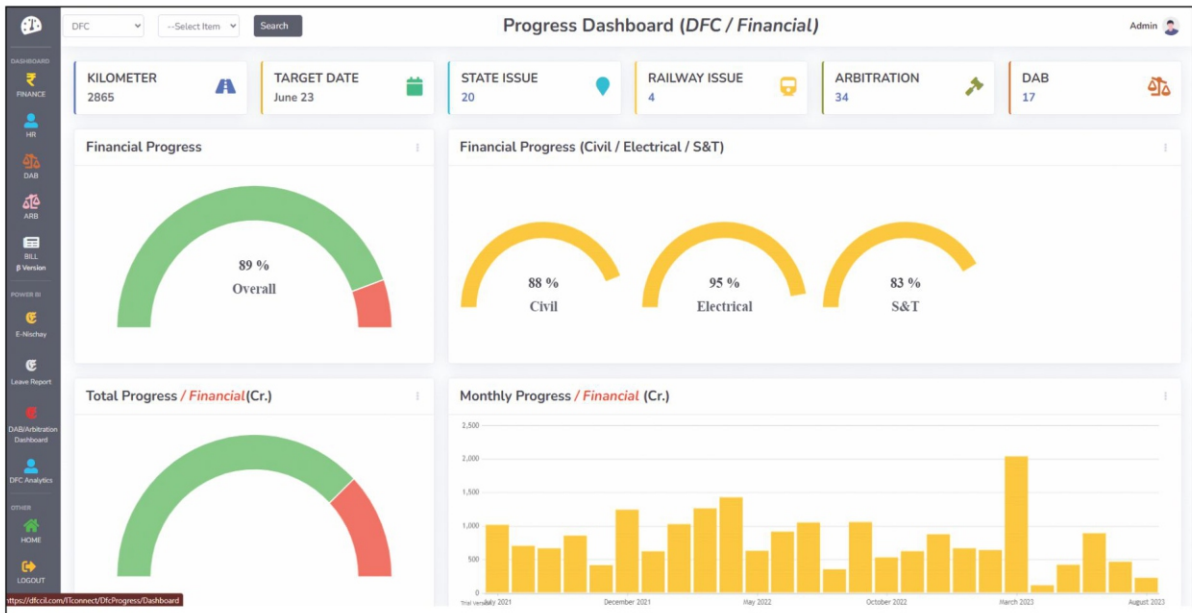 DFC
--Select Item
Search
Progress Dashboard (DFC / Financial)
Admin
DASHBOARD
FINANCE
HR
DAB
ARB
BILL
β Version
POWER BI
E-Nischay
Leave Report
DAB/Arbitration
Dashboard
DFC Analytics
OTHER
HOME
LOGOUT
https://dfccil.com/ITconnect/DfcProgress/Dashboard
KILOMETER
2865
TARGET DATE
June 23
STATE ISSUE
20
RAILWAY ISSUE
4
ARBITRATION
34
DAB
17
Financial Progress
89 %
Overall
Financial Progress (Civil / Electrical / S&T)
88 %
Civil
95 %
Electrical
83 %
S&T
Total Progress / Financial(Cr.)
Monthly Progress / Financial (Cr.)
2,500
2,000
1,500
1,000
500
0
Trial Version
July 2021
December 2021
May 2022
October 2022
March 2023
August 2023